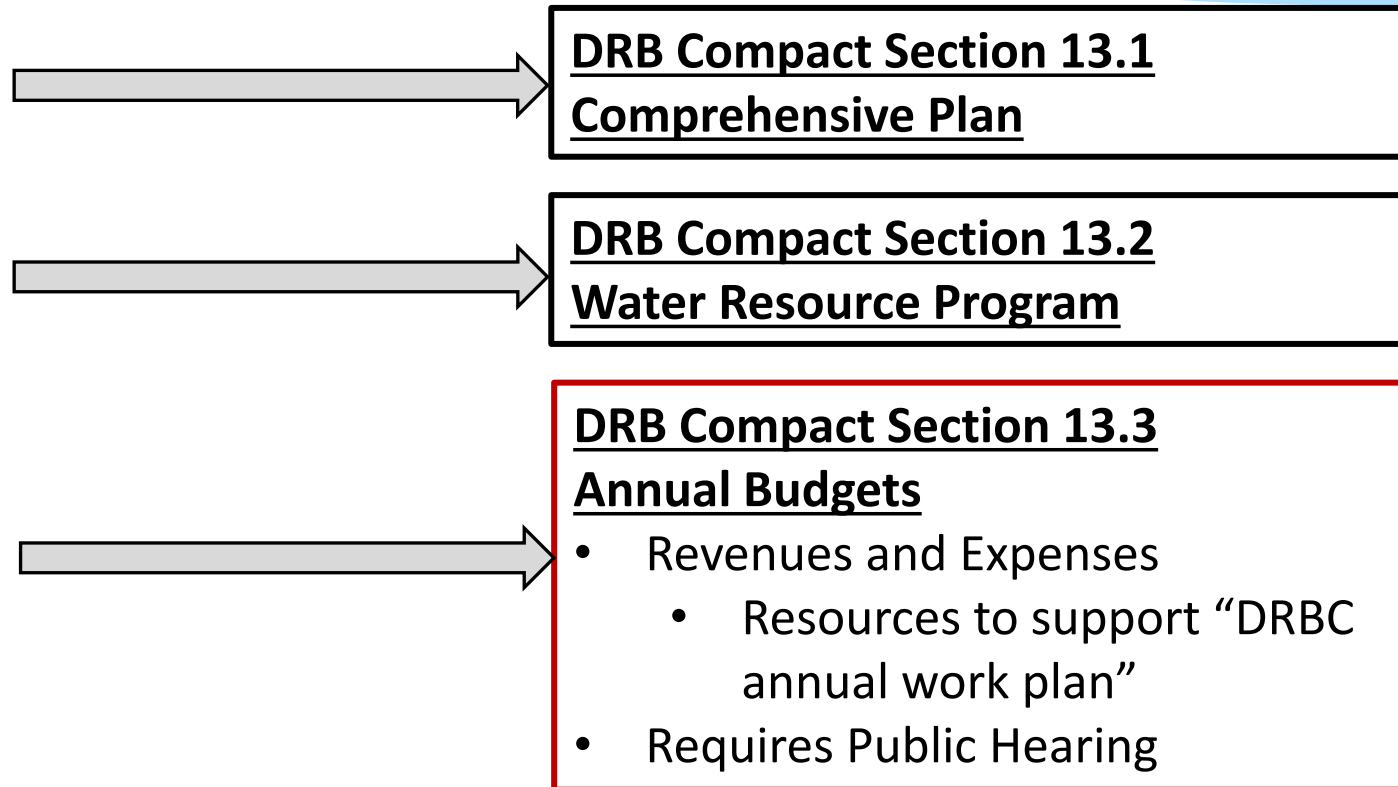 DRB Compact Section 13.1
Comprehensive Plan
DRB Compact Section 13.2
Water Resource Program
DRB Compact Section 13.3
Annual Budgets
• Revenues and Expenses
• Resources to support “DRBC
annual work plan”
• Requires Public Hearing